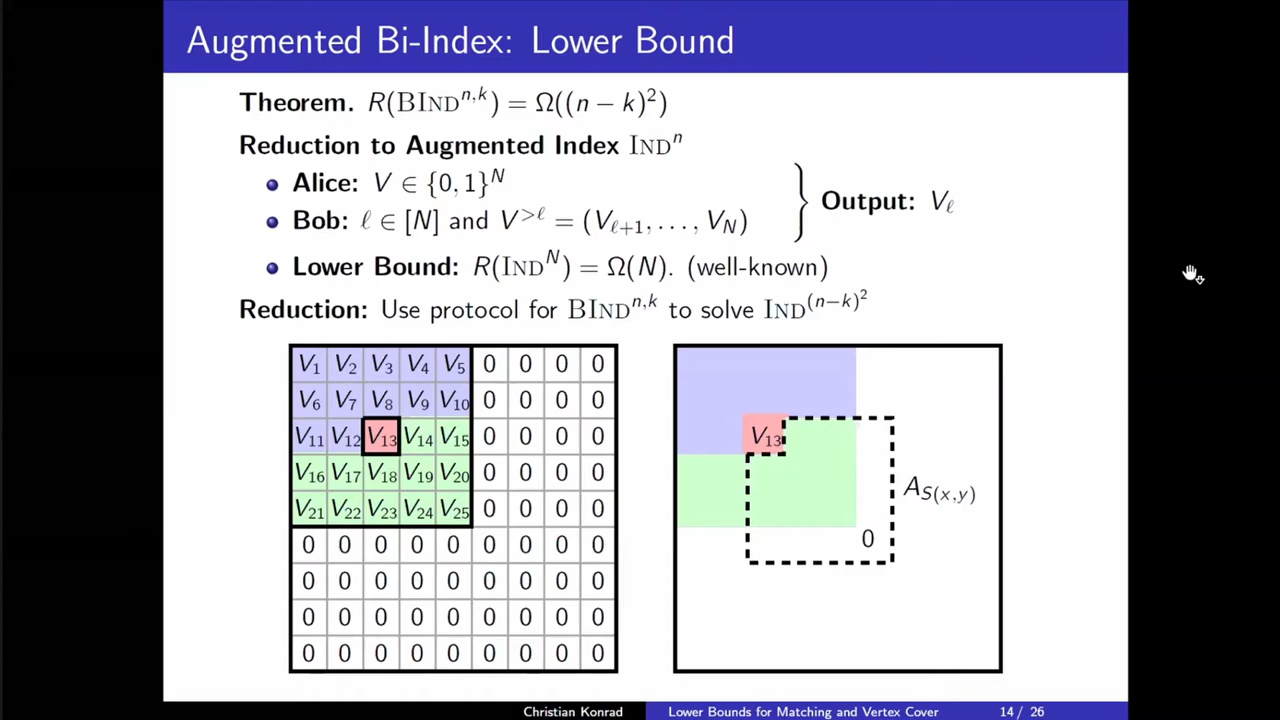 Augmented Bi-Index: Lower Bound
Theorem. R(BIND^{n,k}) = Ω((n − k)²)
Reduction to Augmented Index IND^n
Alice: V ∈ {0, 1}^N
Bob: ℓ ∈ [N] and V^{>ℓ} = (V_{ℓ+1}, . . . , V_N)
Output: V_ℓ
Lower Bound: R(IND^N) = Ω(N). (well-known)
Reduction: Use protocol for BIND^{n,k} to solve IND^{(n−k)²}
V₁ V₂ V₃ V₄ V₅ 0 0 0 0
V₆ V₇ V₈ V₉ V₁₀ 0 0 0 0
V₁₁ V₁₂ V₁₃ V₁₄ V₁₅ 0 0 0 0
V₁₆ V₁₇ V₁₈ V₁₉ V₂₀ 0 0 0 0
V₂₁ V₂₂ V₂₃ V₂₄ V₂₅ 0 0 0 0
0 0 0 0 0 0 0 0 0
0 0 0 0 0 0 0 0 0
0 0 0 0 0 0 0 0 0
0 0 0 0 0 0 0 0 0
V₁₃
A_{S(x,y)}
0
Christian Konrad
Lower Bounds for Matching and Vertex Cover
14 / 26